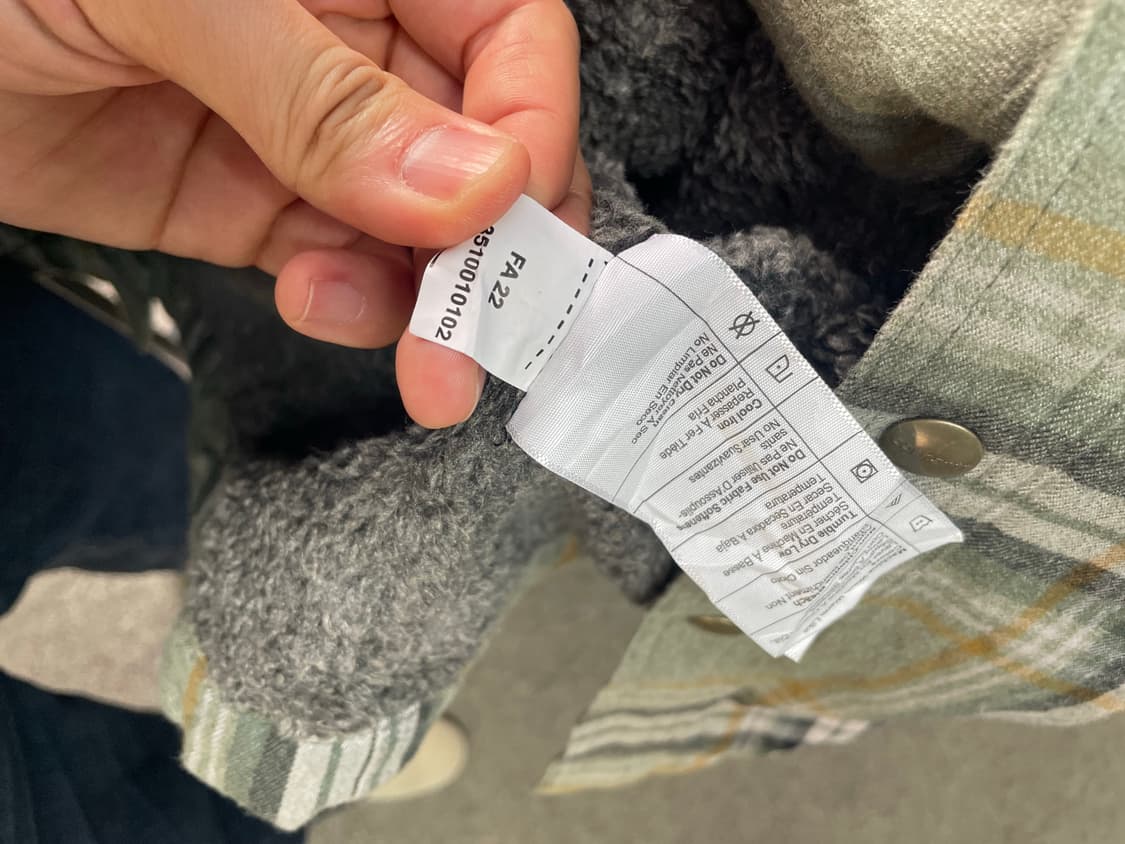 FA 22
510010102
Tumble Dry Low
Sécher En Machine À Basse
Température
Secar En Secadora A Baja
Temperatura
Do Not Use Fabric Softeners
Ne Pas Utiliser D'Assouplis-
sants
No Usar Suavizantes
Cool Iron
Repasser À Fer Tiède
Plancha Fría
Do Not Dry Clean
Ne Pas Nettoyer À Sec
No Limpiar En Seco